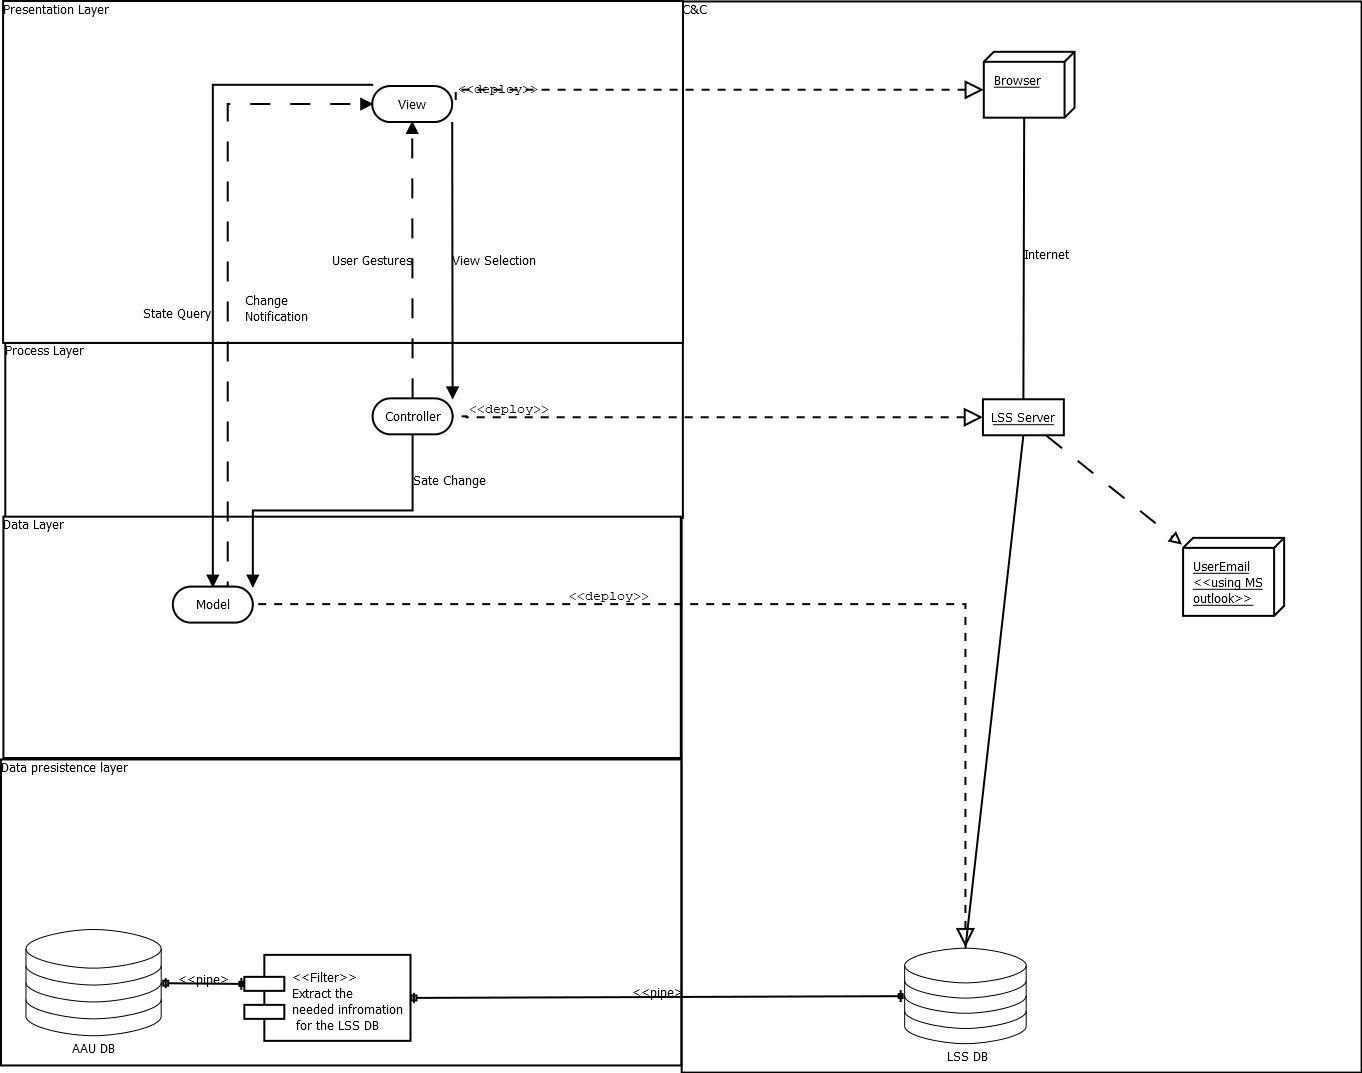 Presentation Layer
C&C
View
<<deploy>>
Browser
User Gestures
View Selection
Internet
State Query
Change
Notification
Process Layer
Controller
<<deploy>>
LSS Server
Sate Change
Data Layer
Model
<<deploy>>
UserEmail
<<using MS
outlook>>
Data presistence layer
<<pipe>
<<Filter>>
Extract the
needed infromation
for the LSS DB
<<pipe>
AAU DB
LSS DB